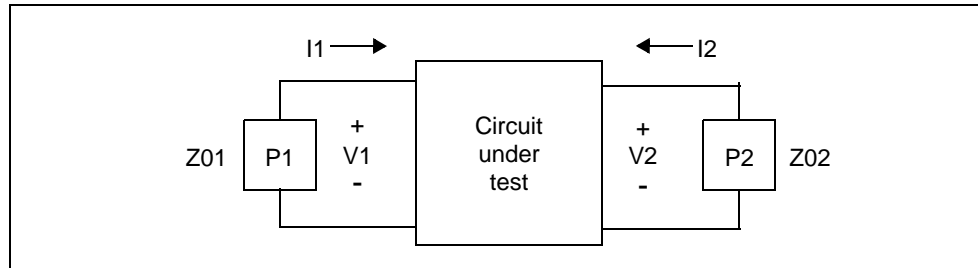 I1
I2
Z01
P1
+
V1
-
Circuit
under
test
+
V2
-
P2
Z02